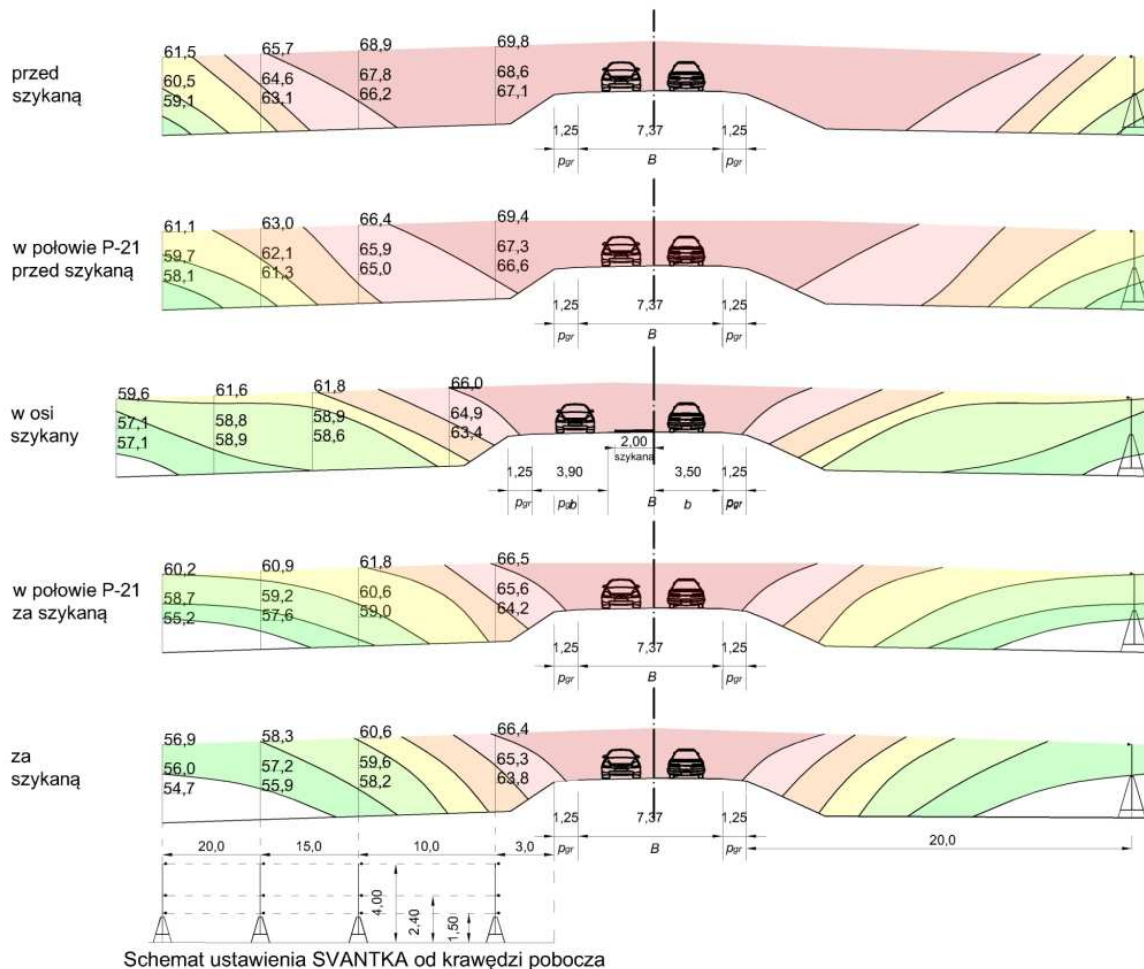 61,5 65,7 68,9 69,8
przed
szykaną
60,5 64,6 67,8 68,6
59,1 63,1 66,2 67,1
1,25 7,37 1,25
pgr B pgr
61,1 63,0 66,4 69,4
w połowie P-21
przed szykaną
59,7 62,1 65,9 67,3
58,1 61,3 65,0 66,6
1,25 7,37 1,25
pgr B pgr
59,6 61,6 61,8 66,0
w osi
szykany
57,1 58,8 58,9 64,9
57,1 58,9 58,6 63,4
2,00
szykana
1,25 3,90 3,50 1,25
pgr pgr b B b pgr
60,2 60,9 61,8 66,5
w połowie P-21
za szykaną
58,7 59,2 60,6 65,6
55,2 57,6 59,0 64,2
1,25 7,37 1,25
pgr B pgr
56,9 58,3 60,6 66,4
za
szykaną
56,0 57,2 59,6 65,3
54,7 55,9 58,2 63,8
1,25 7,37 1,25
pgr B pgr
20,0 15,0 10,0 3,0 20,0
4,00
2,40
1,50
Schemat ustawienia SVANTKA od krawędzi pobocza